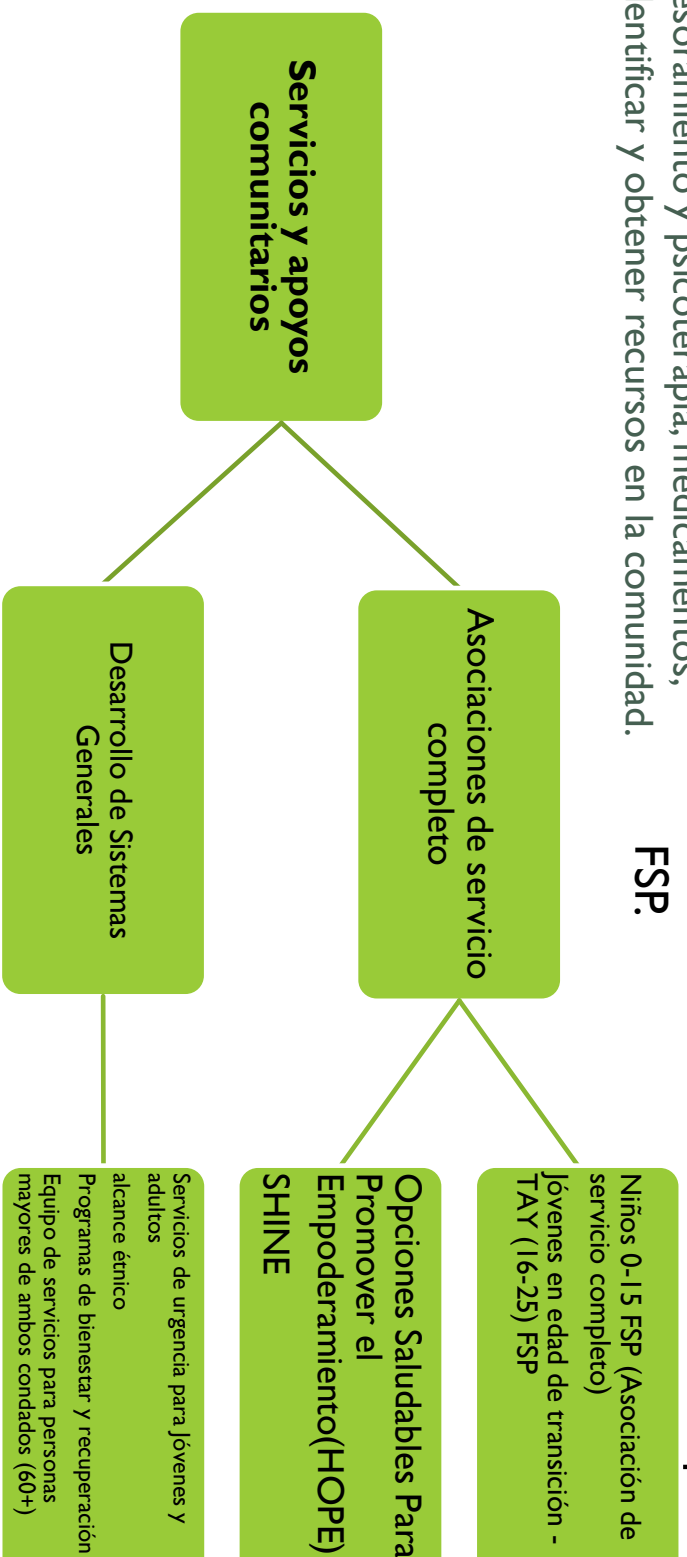 psicoterapia, medicamentos,
y obtener recursos en la comunidad.
FSP.
Servicios y apoyos
comunitarios
Asociaciones de servicio
completo
Niños 0-15 FSP (Asociación de
servicio completo)
Jóvenes en edad de transición -
TAY (16-25) FSP
Opciones Saludables Para
Promover el
Empoderamiento(HOPE)
SHINE
Desarrollo de Sistemas
Generales
Servicios de urgencia para Jóvenes y
adultos
alcance étnico
Programas de bienestar y recuperación
Equipo de servicios para personas
mayores de ambos condados (60+)